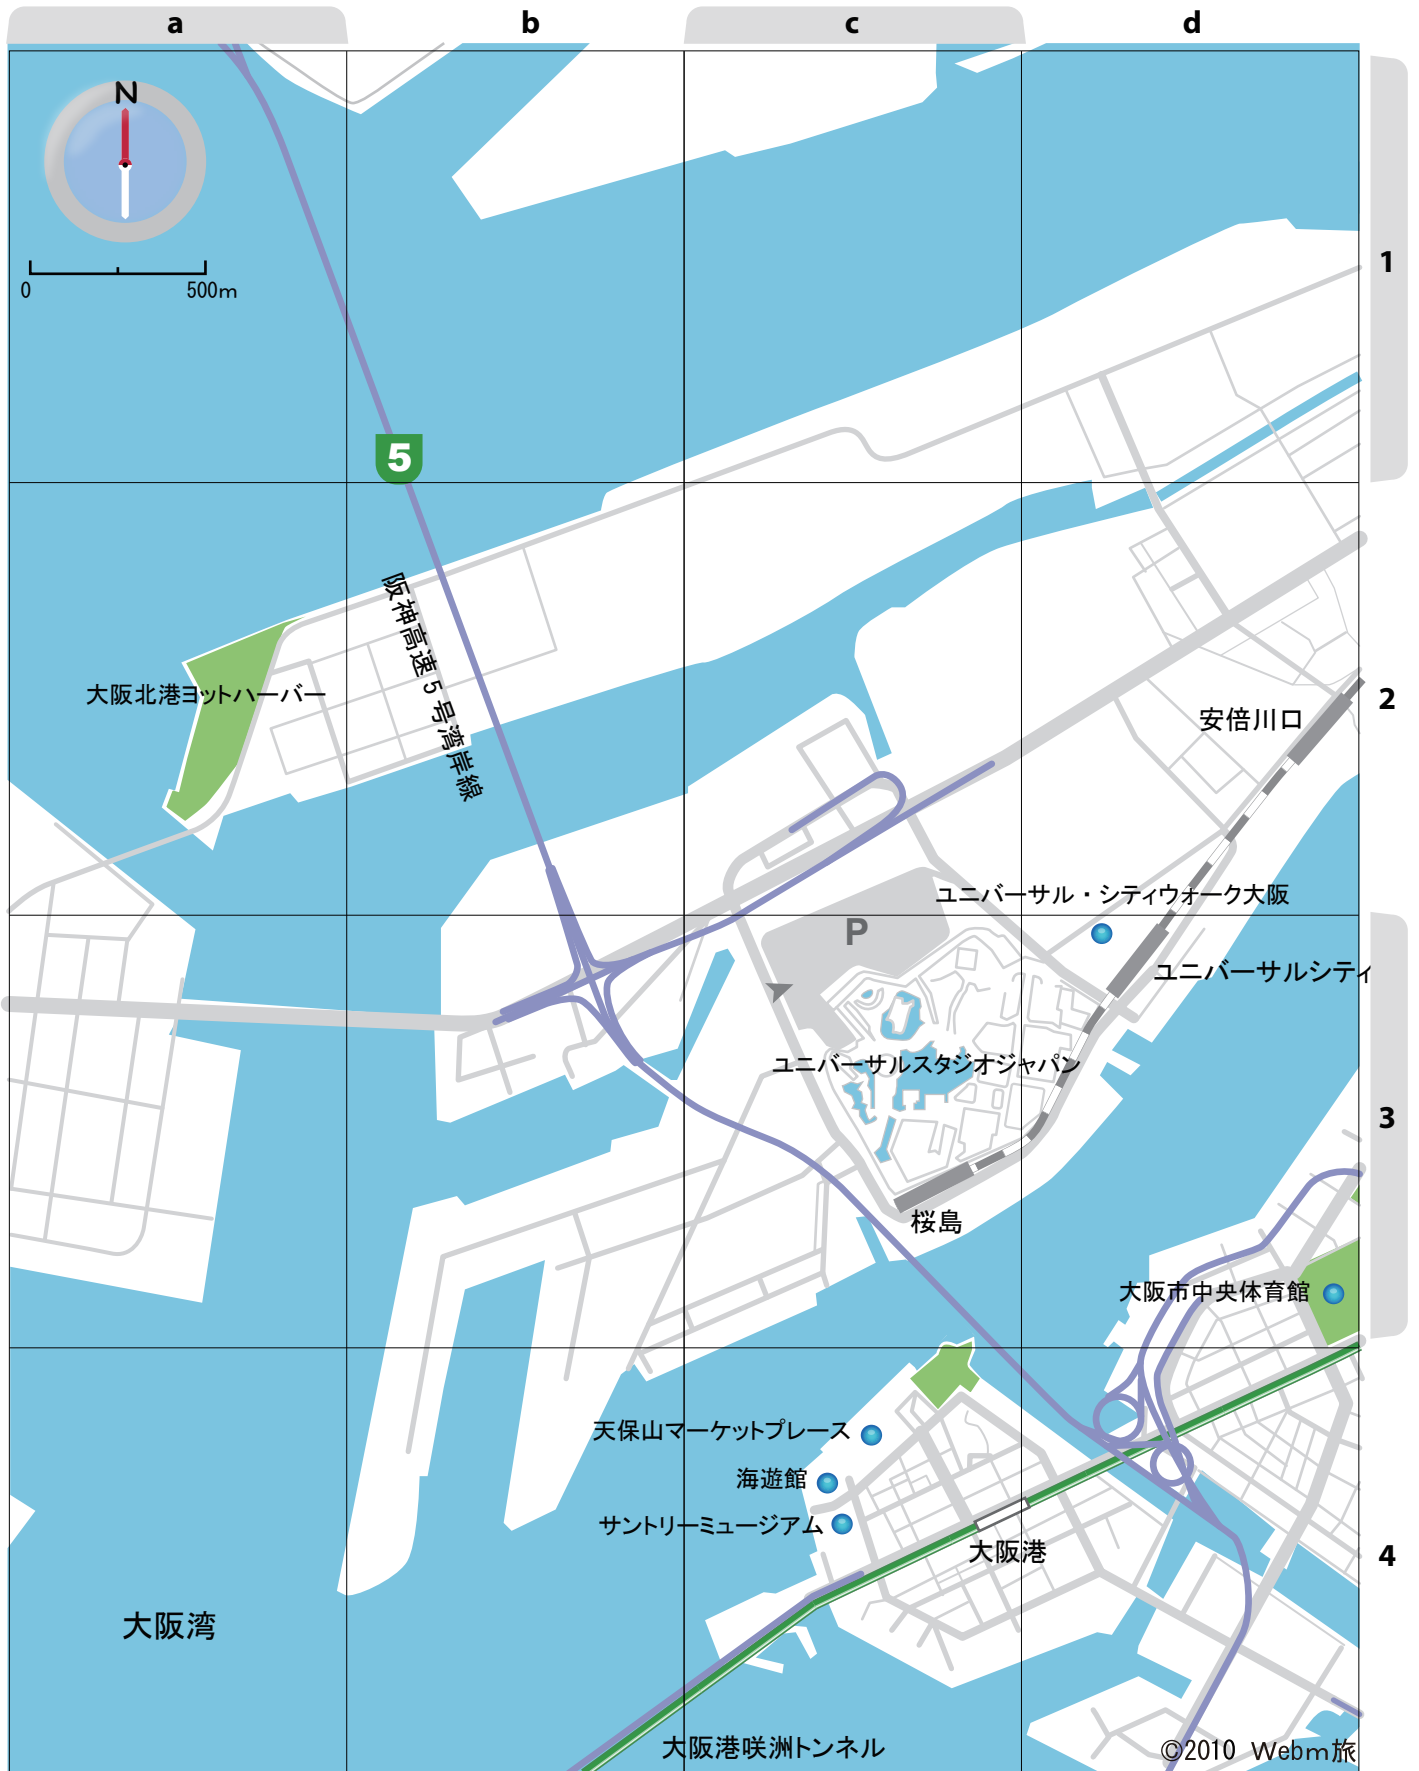 a
b
c
d
N
0
500m
1
5
阪神高速5号湾岸線
大阪北港ヨットハーバー
安倍川口
2
ユニバーサル・シティウォーク大阪
P
ユニバーサルシティ
ユニバーサルスタジオジャパン
3
桜島
大阪市中央体育館
天保山マーケットプレース
海遊館
サントリーミュージアム
大阪港
4
大阪湾
大阪港咲洲トンネル
©2010 Webm旅